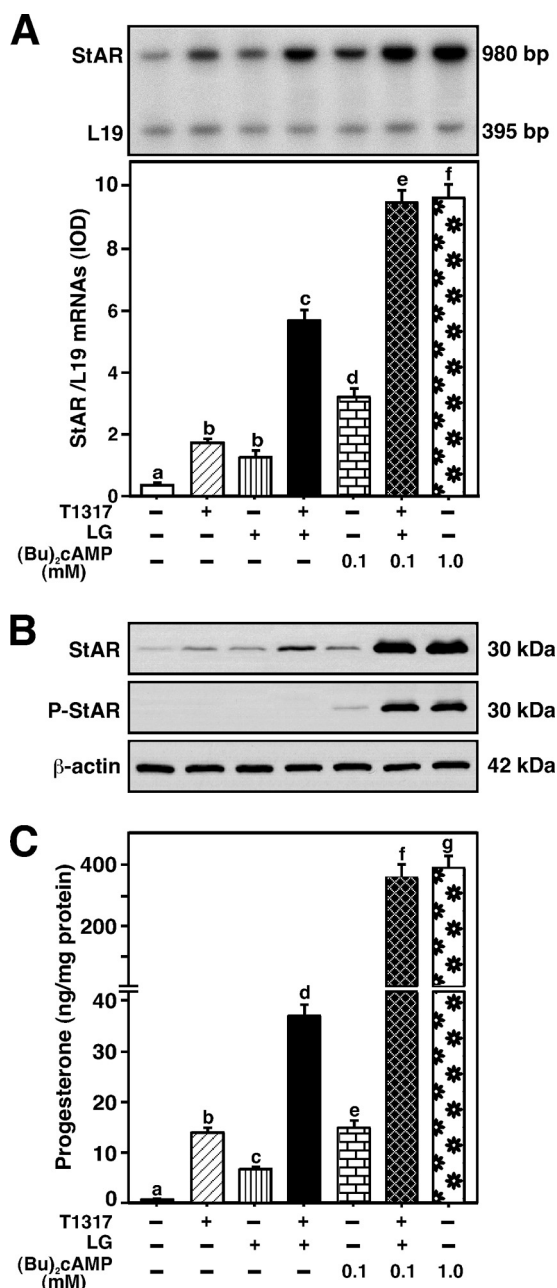 A
StAR 980 bp
L19 395 bp
StAR /L19 mRNAs (IOD)
10
8
6
4
2
0
a b b c d e f
T1317 – + – + – + –
LG – – + + – + –
(Bu)₂cAMP (mM) – – – – 0.1 0.1 1.0
B
StAR 30 kDa
P-StAR 30 kDa
β-actin 42 kDa
C
Progesterone (ng/mg protein)
400
200
40
30
20
10
0
a b c d e f g
T1317 – + – + – + –
LG – – + + – + –
(Bu)₂cAMP (mM) – – – – 0.1 0.1 1.0